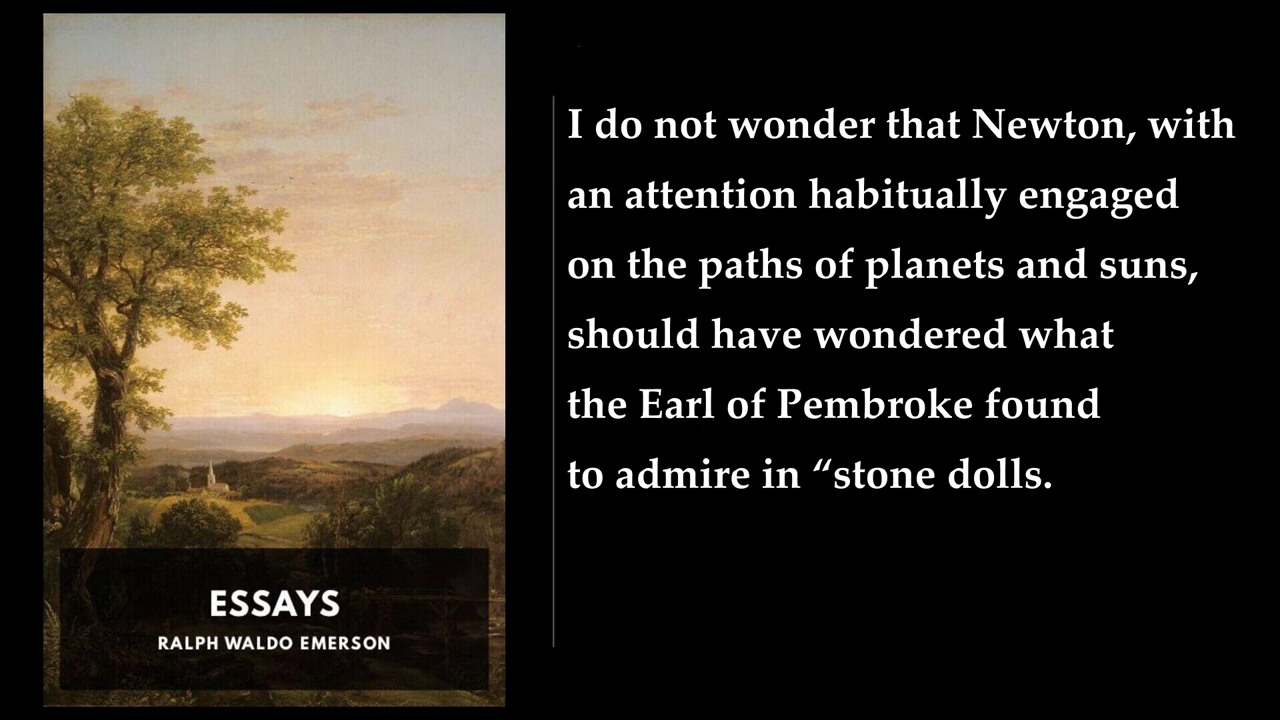 ESSAYS
RALPH WALDO EMERSON
I do not wonder that Newton, with
an attention habitually engaged
on the paths of planets and suns,
should have wondered what
the Earl of Pembroke found
to admire in “stone dolls.